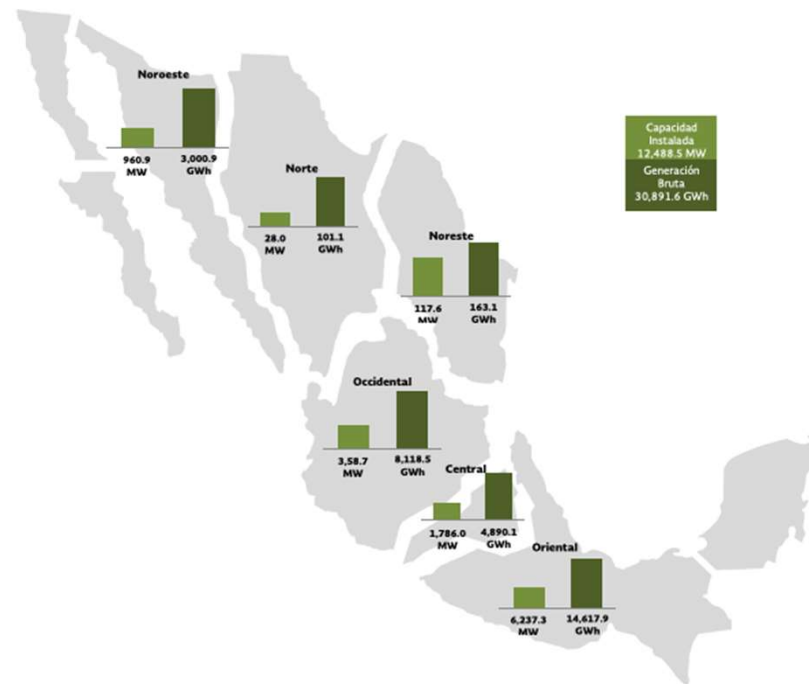 Noroeste
960.9
MW
3,000.9
GWh
Norte
28.0
MW
101.1
GWh
Capacidad
Instalada
12,488.5 MW
Generación
Bruta
30,891.6 GWh
Noreste
117.6
MW
163.1
GWh
Occidental
3,58.7
MW
8,118.5
GWh
Central
1,786.0
MW
4,890.1
GWh
Oriental
6,237.3
MW
14,617.9
GWh